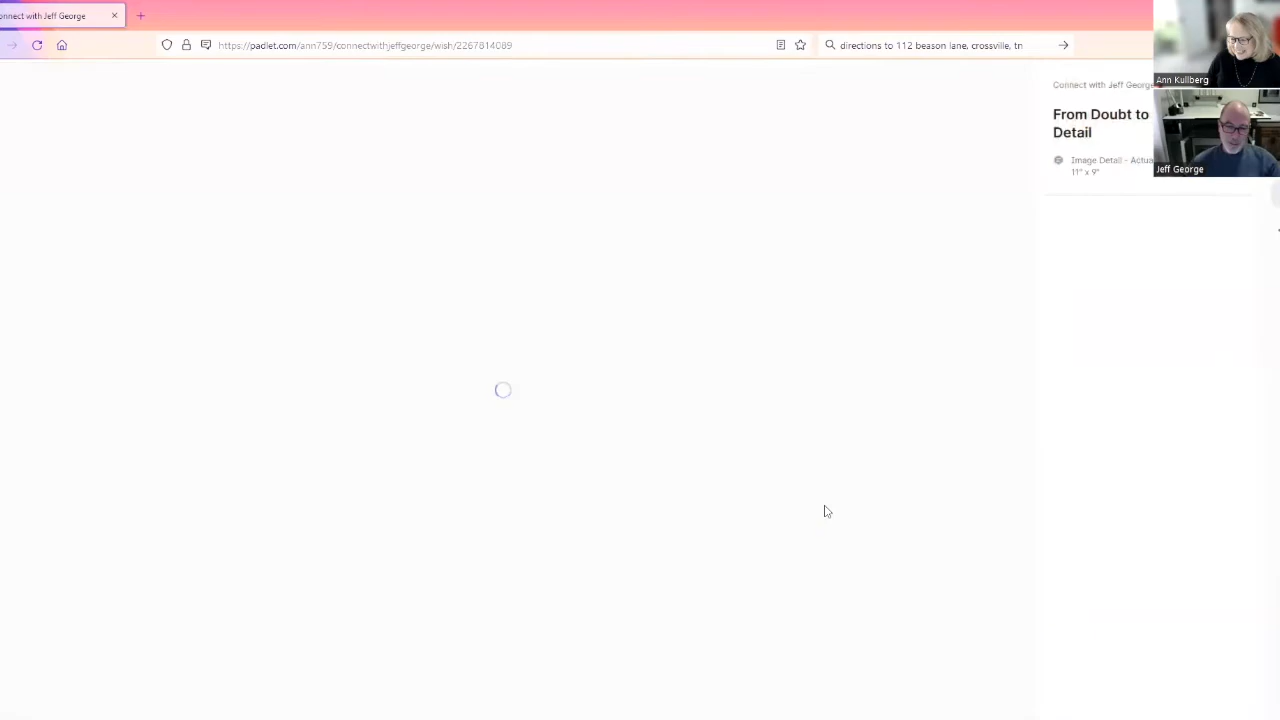 onnect with Jeff George
https://padlet.com/ann759/connectwithjeffgeorge/wish/2267814089
directions to 112 beason lane, crossville, tn
Ann Kullberg
Connect with Jeff George
From Doubt to
Detail
Image Detail - Actua
11" x 9"
Jeff George